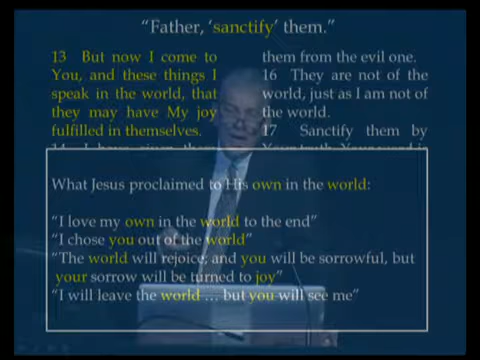 “Father, ‘sanctify’ them.”
13 But now I come to
You, and these things I
speak in the world, that
they may have My joy
fulfilled in themselves.
them from the evil one.
16 They are not of the
world, just as I am not of
the world.
17 Sanctify them by
What Jesus proclaimed to His own in the world:
“I love my own in the world to the end”
“I chose you out of the world”
“The world will rejoice; and you will be sorrowful, but
your sorrow will be turned to joy”
“I will leave the world … but you will see me”